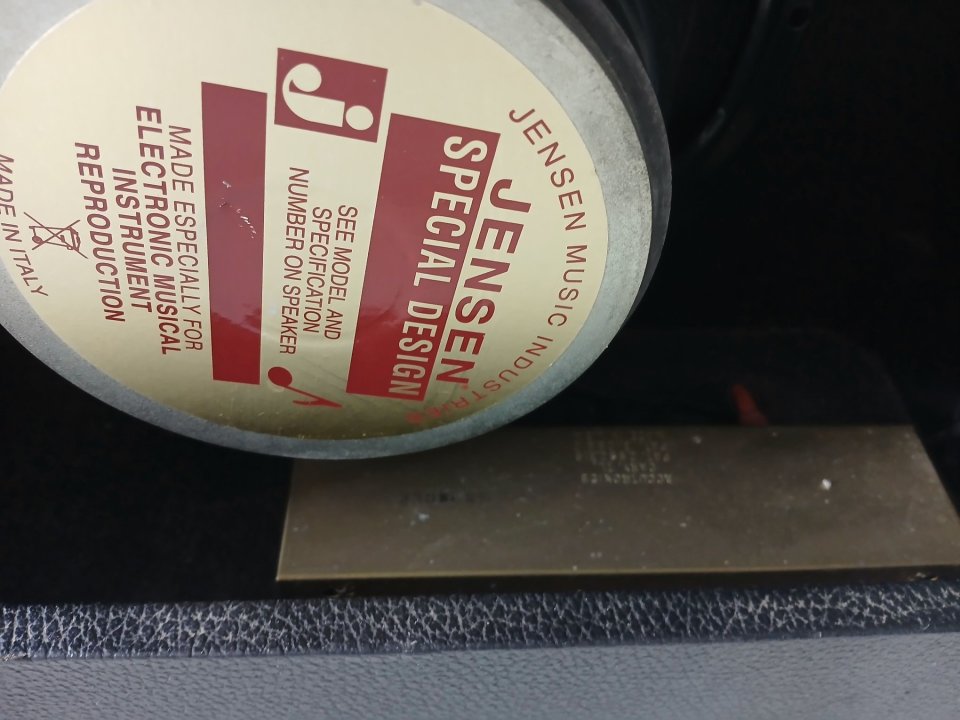 JENSEN MUSIC INDUSTRIES
JENSEN
SPECIAL DESIGN
SEE MODEL AND
SPECIFICATION
NUMBER ON SPEAKER
MADE ESPECIALLY FOR
ELECTRONIC MUSICAL
INSTRUMENT
REPRODUCTION
MADE IN ITALY